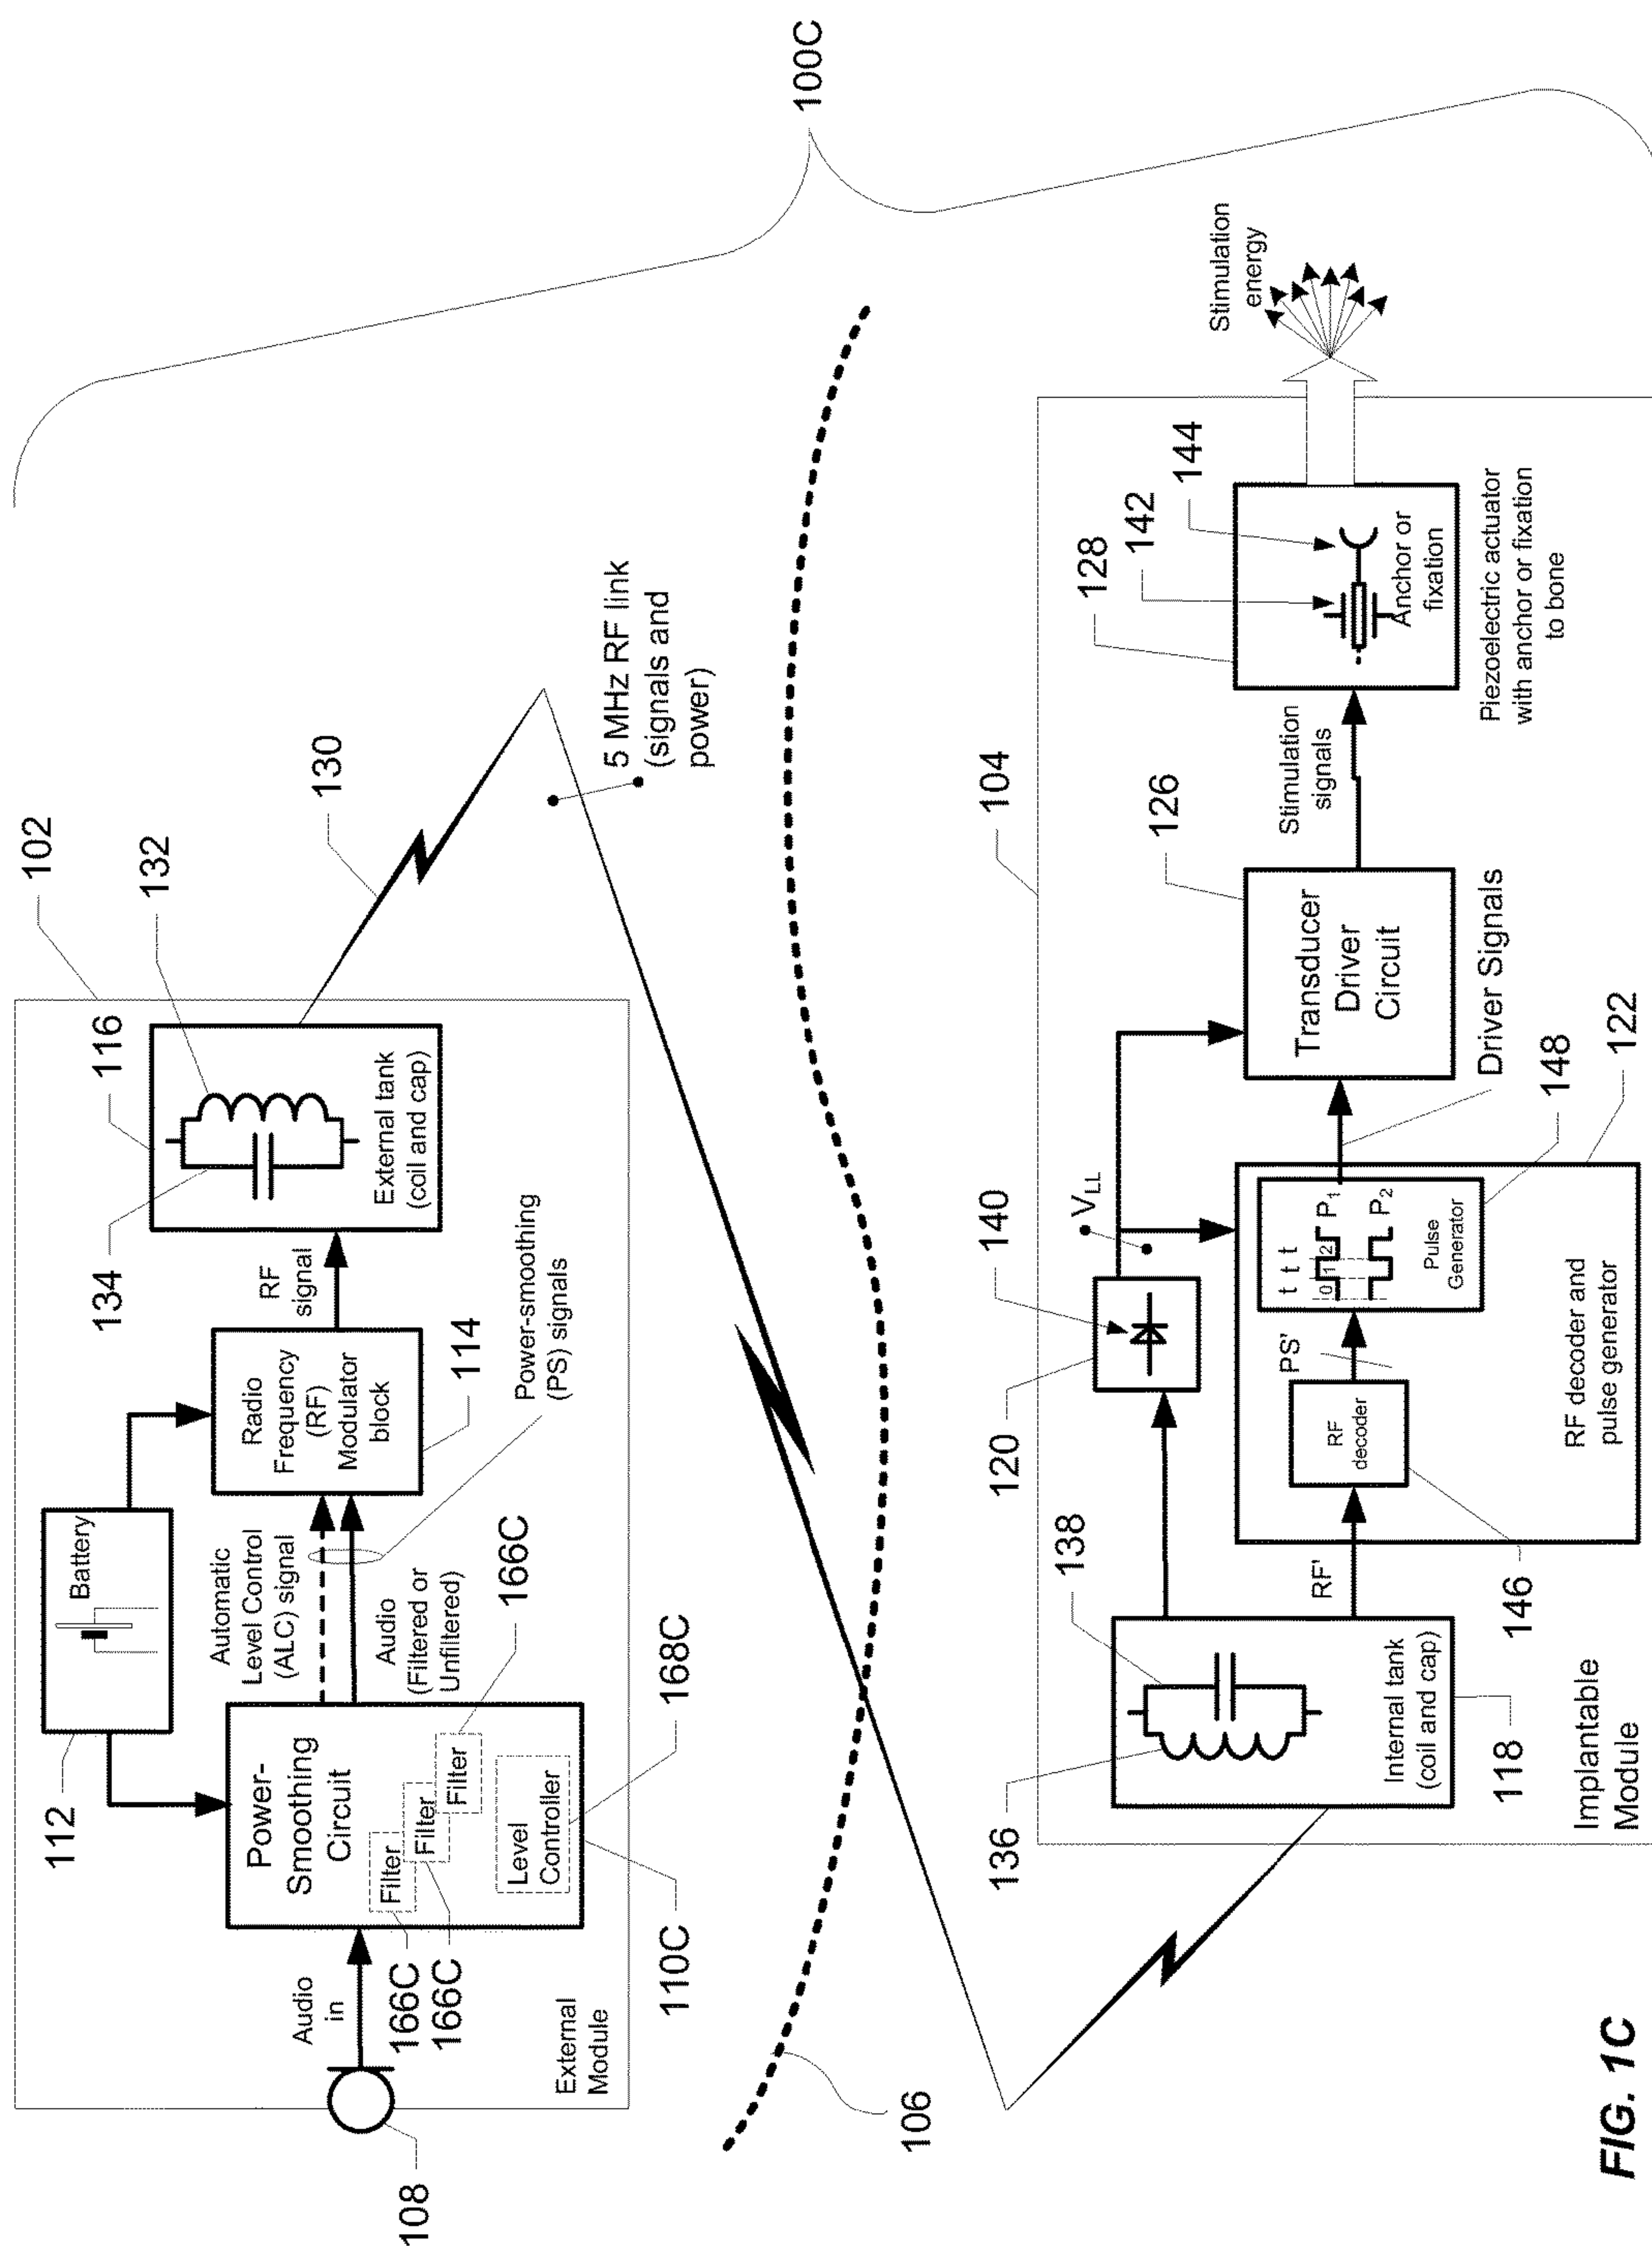 102
116
132
130
100C
134
112
Battery
Radio
Frequency
(RF)
Modulator
block
RF
signal
External tank
(coil and cap)
5 MHz RF link
(signals and
power)
Audio
in
108
Power-
Smoothing
Circuit
Filter
Filter
Filter
Level
Controller
Automatic
Level Control
(ALC) signal
Audio
(Filtered or
Unfiltered)
114
Power-smoothing
(PS) signals
166C
168C
166C
166C
110C
External
Module
106
104
120
140
V_LL
126
128
142
144
Stimulation
energy
136
138
Internal tank
(coil and cap)
118
RF'
RF
decoder
146
PS'
t t t
0 1 2
P1
P2
Pulse
Generator
RF decoder and
pulse generator
Transducer
Driver
Circuit
Driver Signals
148
122
Stimulation
signals
Anchor or
fixation
Piezoelectric actuator
with anchor or fixation
to bone
Implantable
Module
FIG. 1C